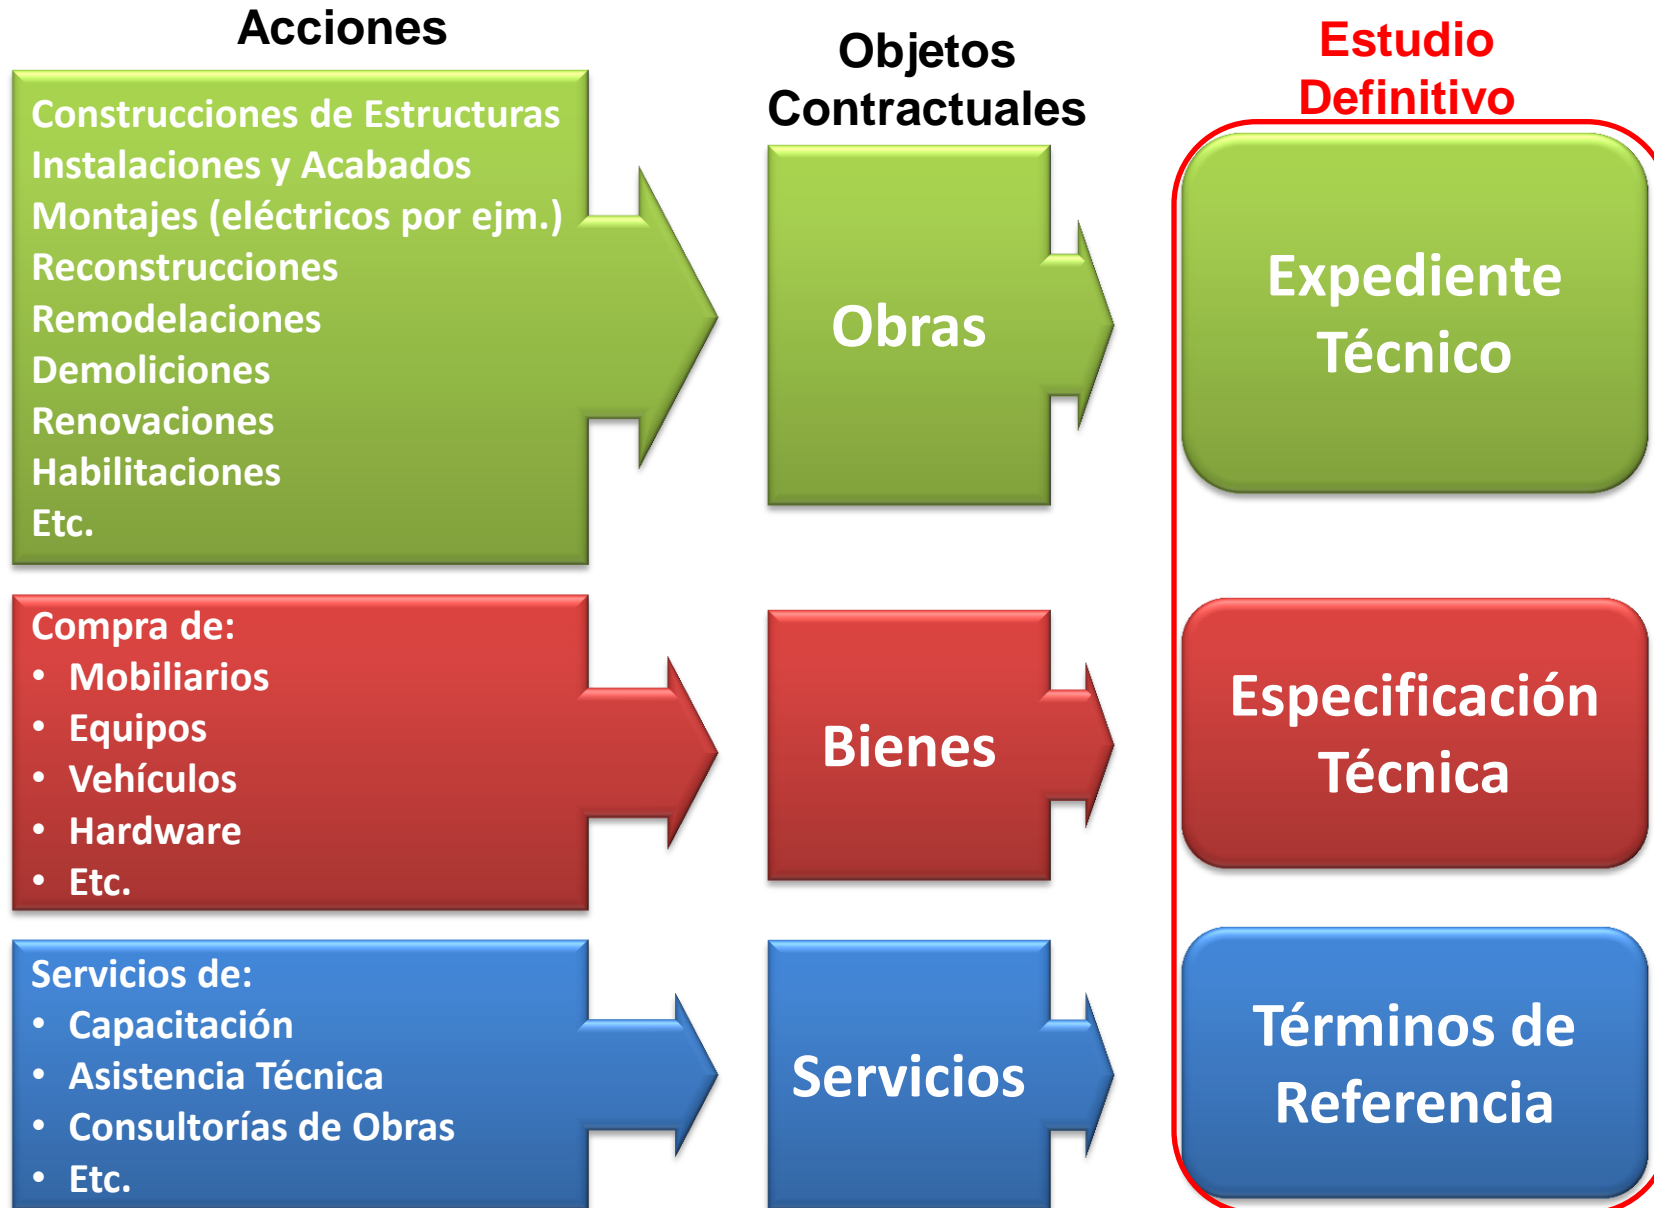 Acciones
Objetos
Contractuales
Estudio
Definitivo
Construcciones de Estructuras
Instalaciones y Acabados
Montajes (eléctricos por ejm.)
Reconstrucciones
Remodelaciones
Demoliciones
Renovaciones
Habilitaciones
Etc.
Obras
Expediente
Técnico
Compra de:
• Mobiliarios
• Equipos
• Vehículos
• Hardware
• Etc.
Bienes
Especificación
Técnica
Servicios de:
• Capacitación
• Asistencia Técnica
• Consultorías de Obras
• Etc.
Servicios
Términos de
Referencia